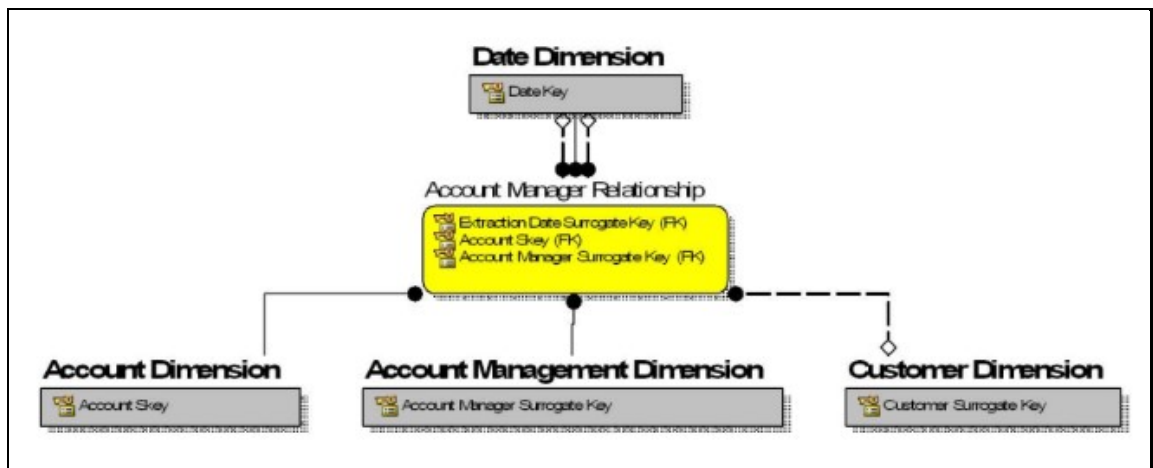 Date Dimension
Date Key
Account Manager Relationship
Extraction Date Surrogate Key (FK)
Account Skey (FK)
Account Manager Surrogate Key (FK)
Account Dimension
Account Skey
Account Management Dimension
Account Manager Surrogate Key
Customer Dimension
Customer Surrogate Key